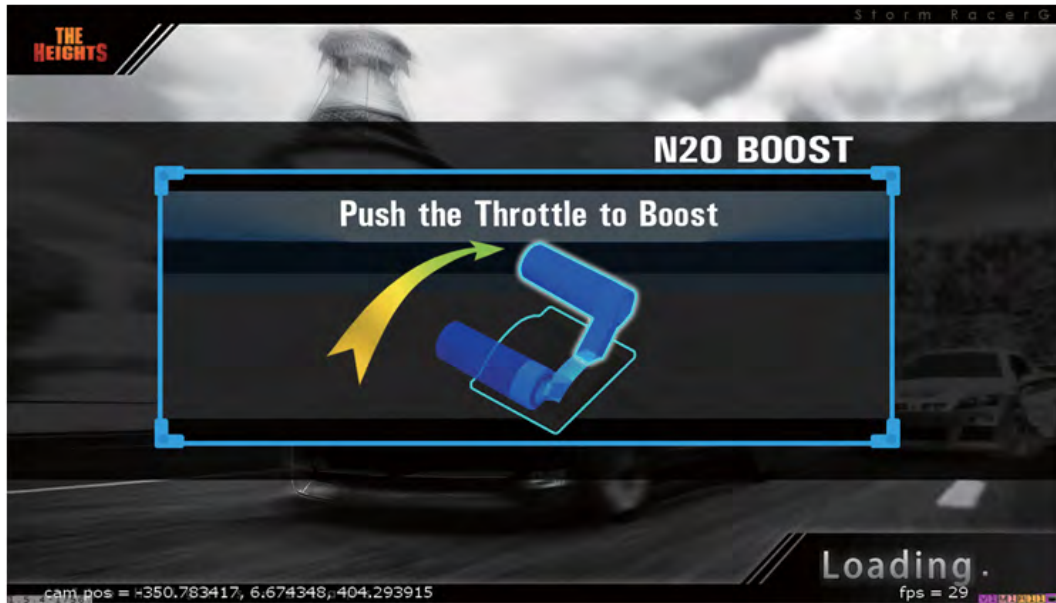 Storm RacerG
THE
HEIGHTS
N2O BOOST
Push the Throttle to Boost
Loading.
cam pos = -350.783417, 6.674348, 404.293915
fps = 29